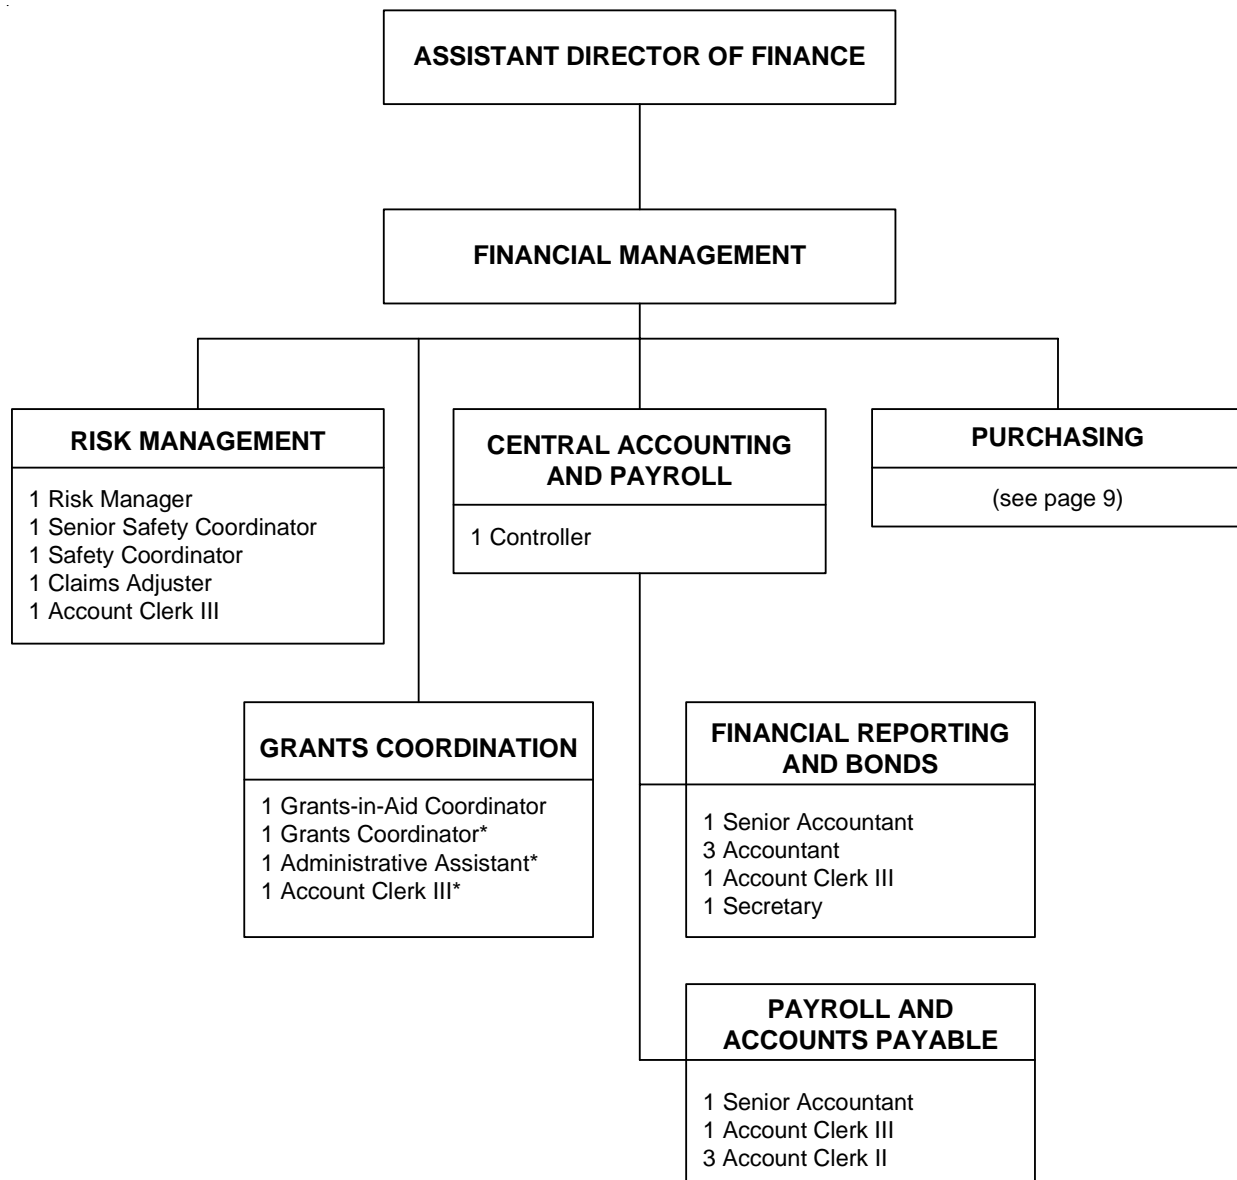 ASSISTANT DIRECTOR OF FINANCE
FINANCIAL MANAGEMENT
RISK MANAGEMENT
1 Risk Manager
1 Senior Safety Coordinator
1 Safety Coordinator
1 Claims Adjuster
1 Account Clerk III
CENTRAL ACCOUNTING
AND PAYROLL
1 Controller
PURCHASING
(see page 9)
GRANTS COORDINATION
1 Grants-in-Aid Coordinator
1 Grants Coordinator*
1 Administrative Assistant*
1 Account Clerk III*
FINANCIAL REPORTING
AND BONDS
1 Senior Accountant
3 Accountant
1 Account Clerk III
1 Secretary
PAYROLL AND
ACCOUNTS PAYABLE
1 Senior Accountant
1 Account Clerk III
3 Account Clerk II